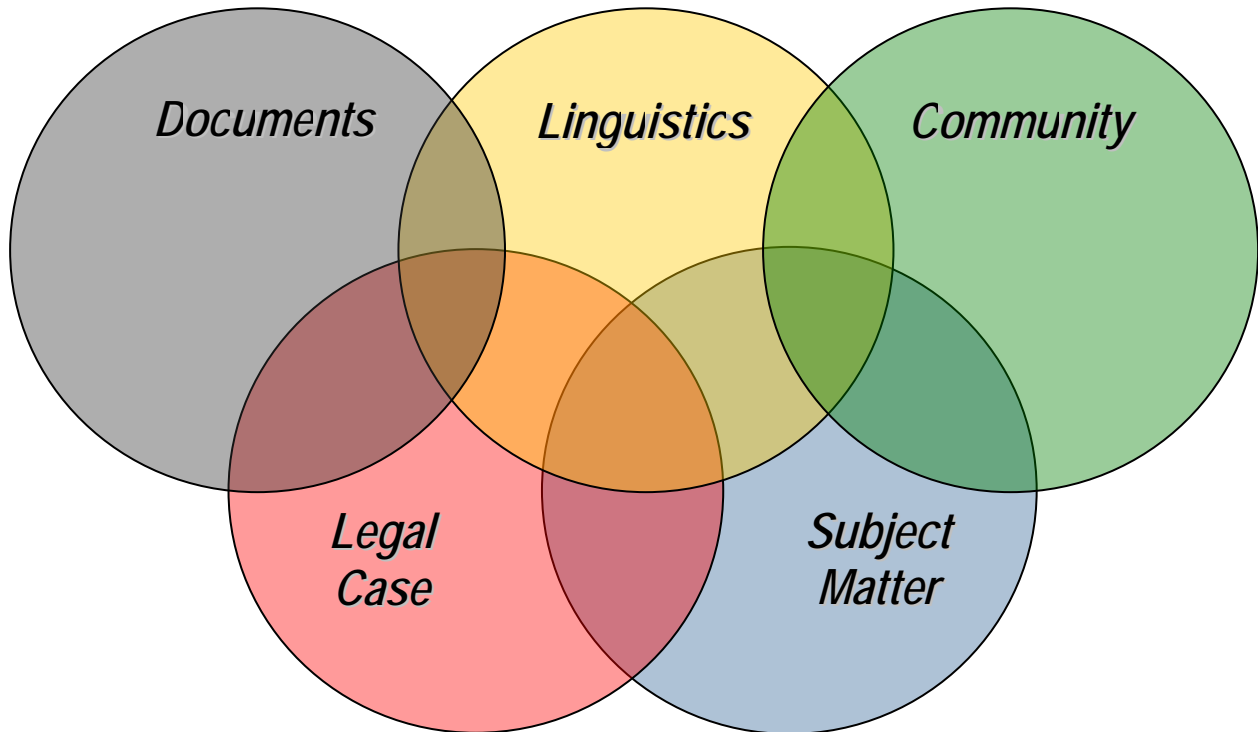 Documents
Linguistics
Community
Legal
Case
Subject
Matter